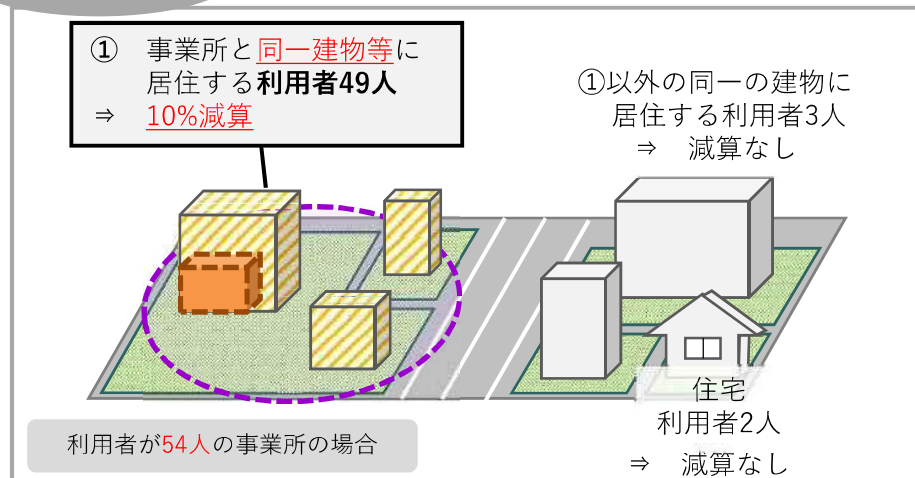 ① 事業所と同一建物等に
居住する利用者49人
⇒ 10%減算
①以外の同一の建物に
居住する利用者3人
⇒ 減算なし
住宅
利用者2人
⇒ 減算なし
利用者が54人の事業所の場合